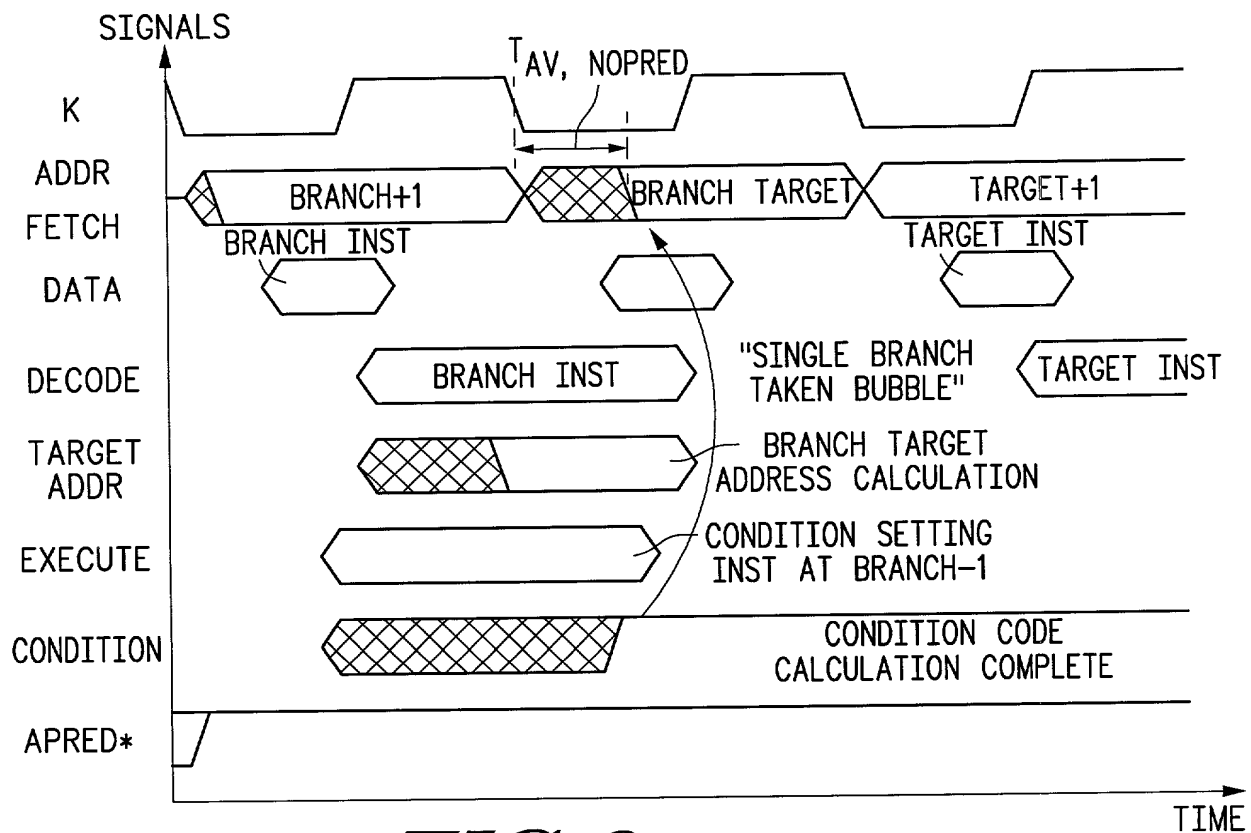 SIGNALS
T AV, NOPRED
K
ADDR
BRANCH+1
BRANCH TARGET
TARGET+1
FETCH
BRANCH INST
TARGET INST
DATA
DECODE
BRANCH INST
"SINGLE BRANCH
TAKEN BUBBLE"
TARGET INST
TARGET
ADDR
BRANCH TARGET
ADDRESS CALCULATION
EXECUTE
CONDITION SETTING
INST AT BRANCH-1
CONDITION
CONDITION CODE
CALCULATION COMPLETE
APRED*
TIME